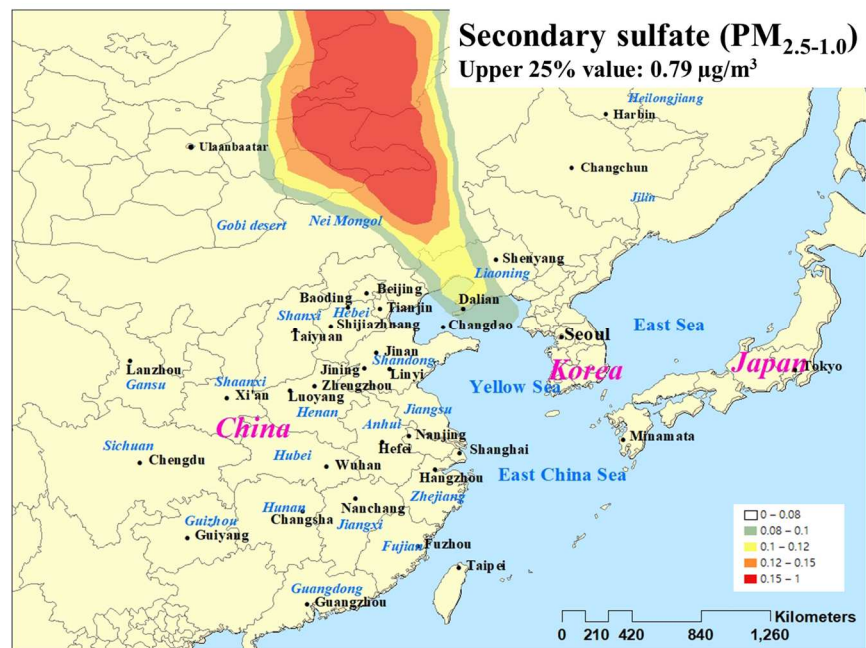 Secondary sulfate (PM2.5-1.0)
Upper 25% value: 0.79 μg/m3
Heilongjiang
Harbin
Ulaanbaatar
Changchun
Jilin
Gobi desert
Nei Mongol
Shenyang
Liaoning
Beijing
Baoding
Hebei
Tianjin
Dalian
Shanxi
Shijiazhuang
Changdao
Taiyuan
Seoul
East Sea
Jinan
Shandong
Lanzhou
Gansu
Jining
Linyi
Korea
Japan
Tokyo
Shaanxi
Zhengzhou
Yellow Sea
Xi'an
Luoyang
Henan
Jiangsu
China
Anhui
Nanjing
Minamata
Sichuan
Hefei
Shanghai
Chengdu
Hubei
Wuhan
Hangzhou
East China Sea
Zhejiang
Hunan
Nanchang
Changsha
Jiangxi
Guizhou
Guiyang
Fujian
Fuzhou
Taipei
Guangdong
Guangzhou
0 – 0.08
0.08 – 0.1
0.1 – 0.12
0.12 – 0.15
0.15 – 1
Kilometers
0 210 420 840 1,260